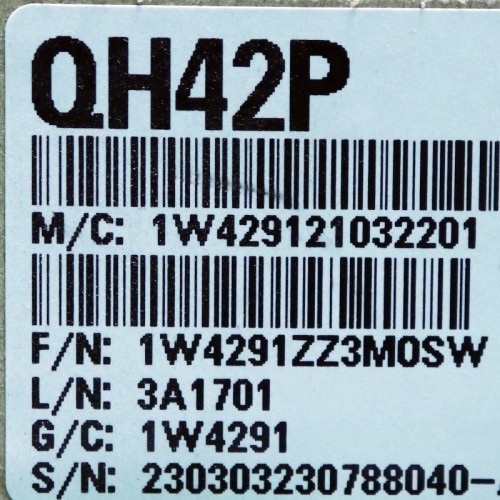 QH42P
M/C: 1W429121032201
F/N: 1W4291ZZ3M0SW
L/N: 3A1701
G/C: 1W4291
S/N: 230303230788040-